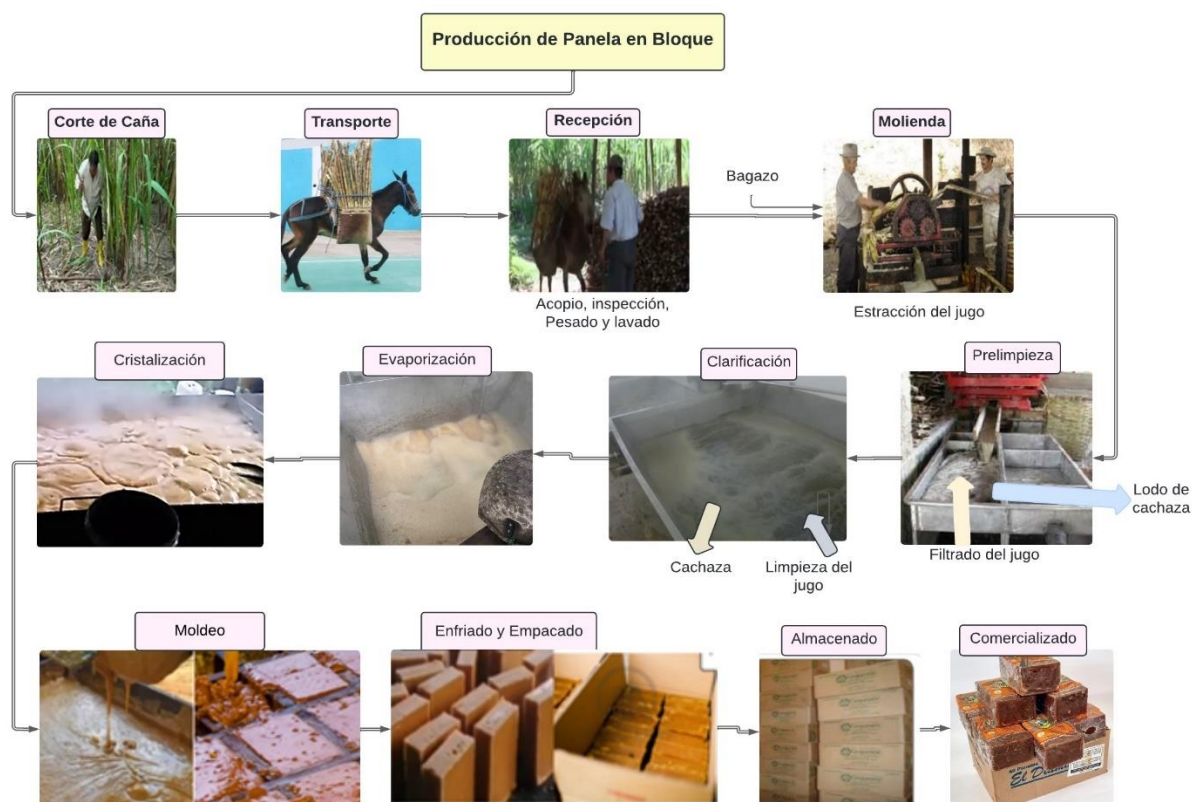 Producción de Panela en Bloque
Corte de Caña
Transporte
Recepción
Molienda
Bagazo
Acopio, inspección,
Pesado y lavado
Estracción del jugo
Cristalización
Evaporización
Clarificación
Prelimpieza
Lodo de
cachaza
Filtrado del jugo
Cachaza
Limpieza del
jugo
Moldeo
Enfriado y Empacado
Almacenado
Comercializado